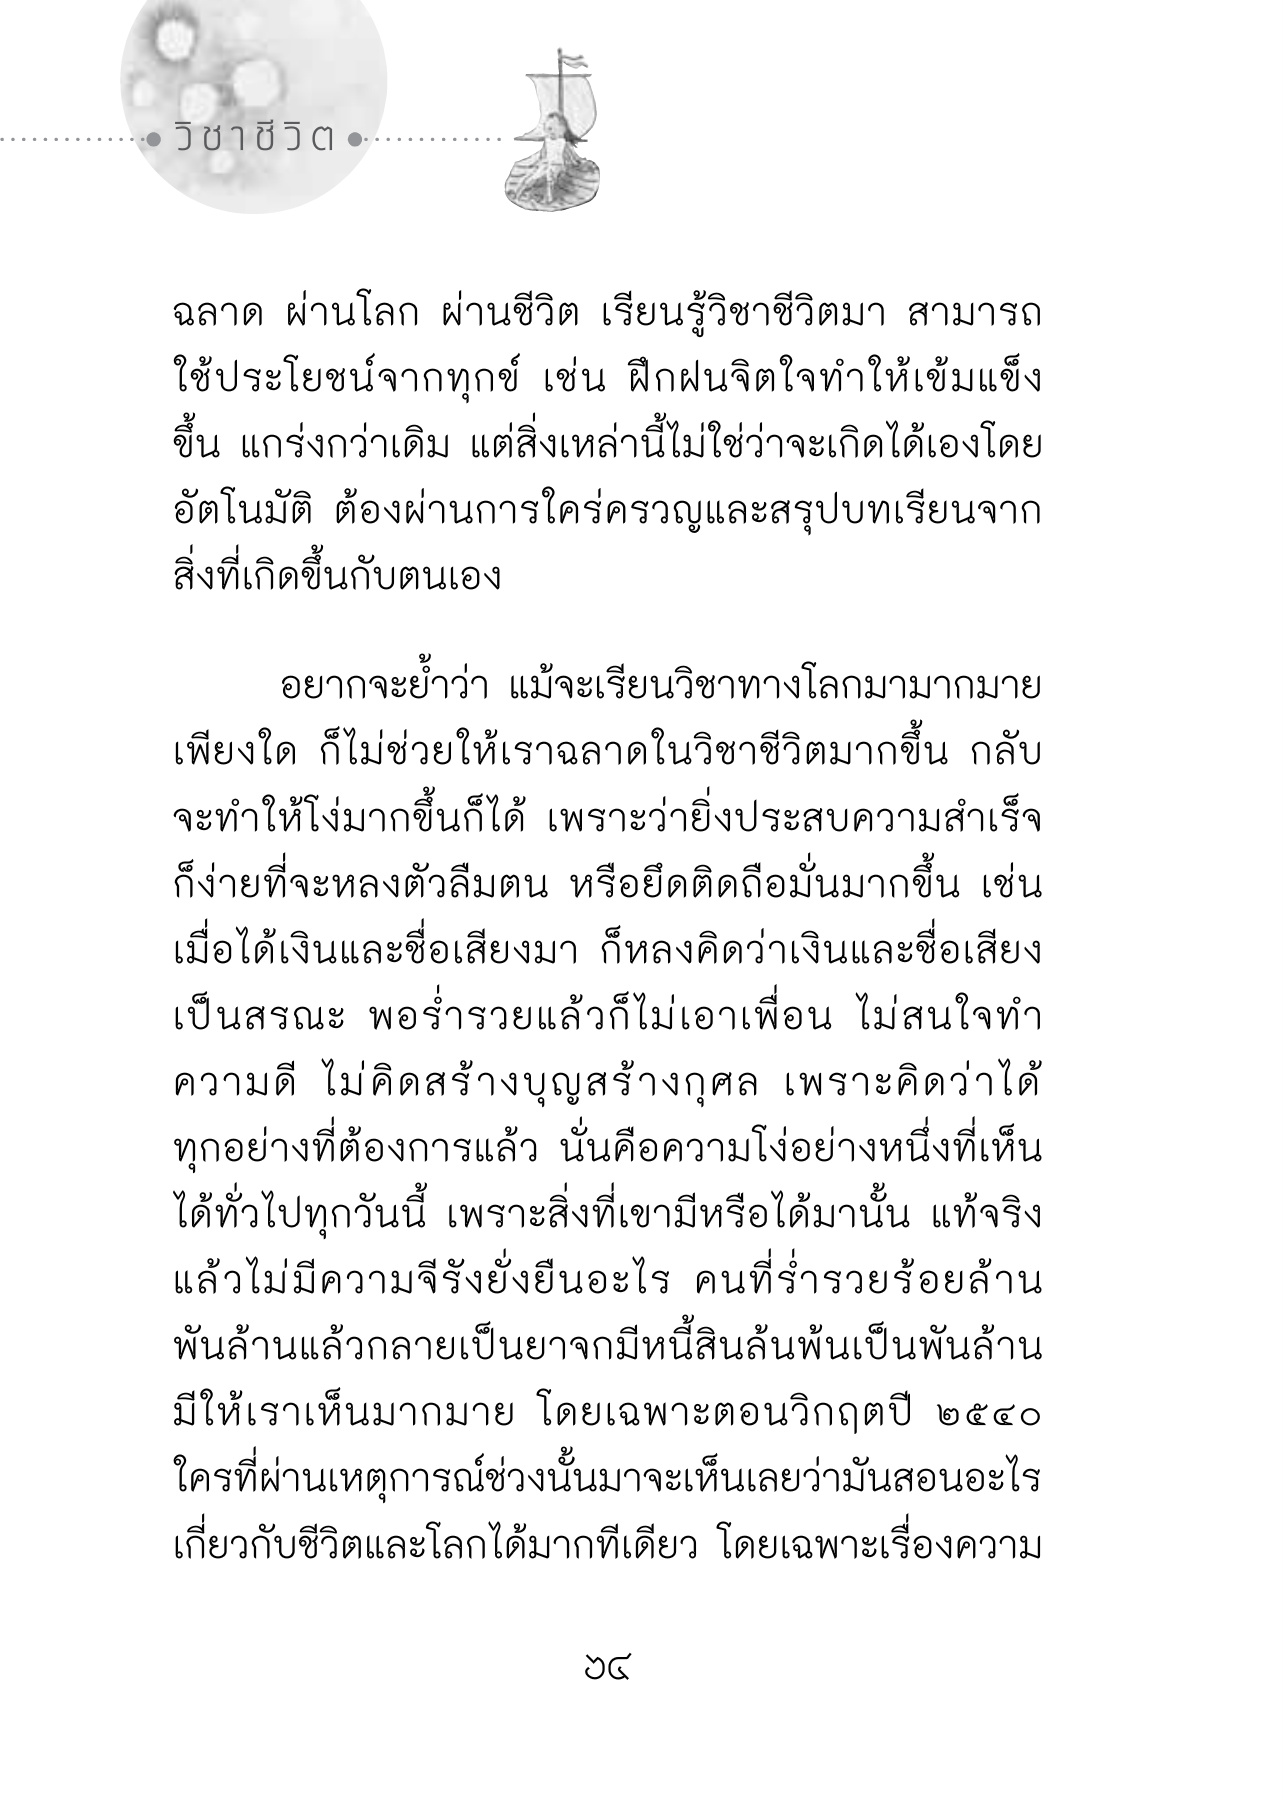 วิชาชีวิต
ฉลาด ผ่านโลก ผ่านชีวิต เรียนรู้วิชาชีวิตมา สามารถ
ใช้ประโยชน์จากทุกข์ เช่น ฝึกฝนจิตใจทำให้เข้มแข็ง
ขึ้น แกร่งกว่าเดิม แต่สิ่งเหล่านี้ไม่ใช่ว่าจะเกิดได้เองโดย
อัตโนมัติ ต้องผ่านการใคร่ครวญและสรุปบทเรียนจาก
สิ่งที่เกิดขึ้นกับตนเอง
อยากจะย้ำว่า แม้จะเรียนวิชาทางโลกมามากมาย
เพียงใด ก็ไม่ช่วยให้เราฉลาดในวิชาชีวิตมากขึ้น กลับ
จะทำให้โง่มากขึ้นก็ได้ เพราะว่ายิ่งประสบความสำเร็จ
ก็ง่ายที่จะหลงตัวลืมตน หรือยึดติดถือมั่นมากขึ้น เช่น
เมื่อได้เงินและชื่อเสียงมา ก็หลงคิดว่าเงินและชื่อเสียง
เป็นสรณะ พอร่ำรวยแล้วก็ไม่เอาเพื่อน ไม่สนใจทำ
ความดี ไม่คิดสร้างบุญสร้างกุศล เพราะคิดว่าได้
ทุกอย่างที่ต้องการแล้ว นั่นคือความโง่อย่างหนึ่งที่เห็น
ได้ทั่วไปทุกวันนี้ เพราะสิ่งที่เขามีหรือได้มานั้น แท้จริง
แล้วไม่มีความจีรังยั่งยืนอะไร คนที่ร่ำรวยร้อยล้าน
พันล้านแล้วกลายเป็นยาจกมีหนี้สินล้นพ้นเป็นพันล้าน
มีให้เราเห็นมากมาย โดยเฉพาะตอนวิกฤตปี ๒๕๔๐
ใครที่ผ่านเหตุการณ์ช่วงนั้นมาจะเห็นเลยว่ามันสอนอะไร
เกี่ยวกับชีวิตและโลกได้มากทีเดียว โดยเฉพาะเรื่องความ
๖๔